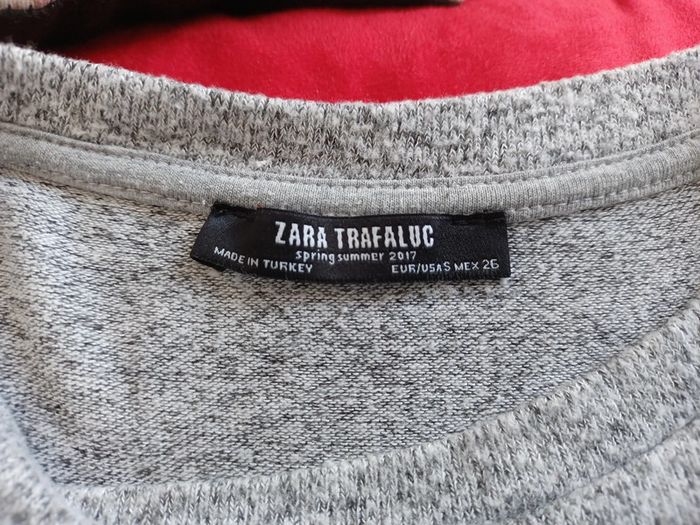 ZARA TRAFALUC
spring summer 2017
MADE IN TURKEY
EUR/USA S MEX 26